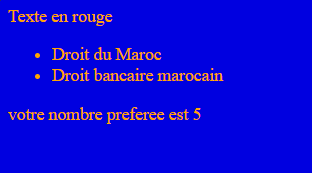 Texte en rouge
• Droit du Maroc
• Droit bancaire marocain
votre nombre preferee est 5